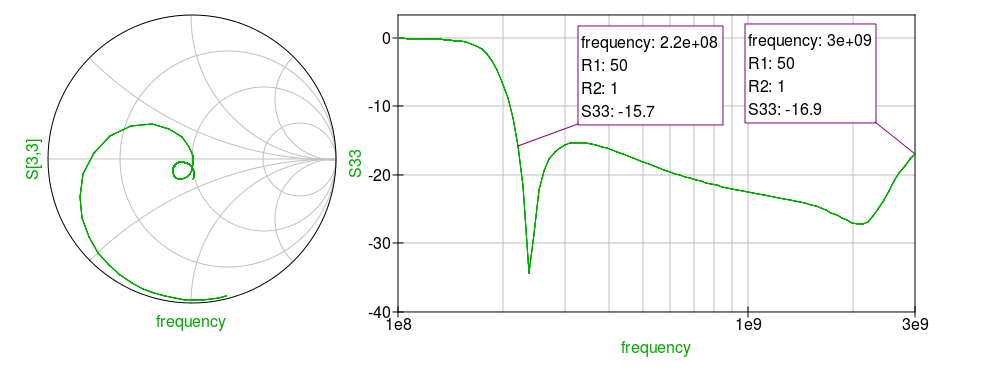 S[3,3]
frequency
S33
0
-10
-20
-30
-40
1e8
1e9
3e9
frequency
frequency: 2.2e+08
R1: 50
R2: 1
S33: -15.7
frequency: 3e+09
R1: 50
R2: 1
S33: -16.9